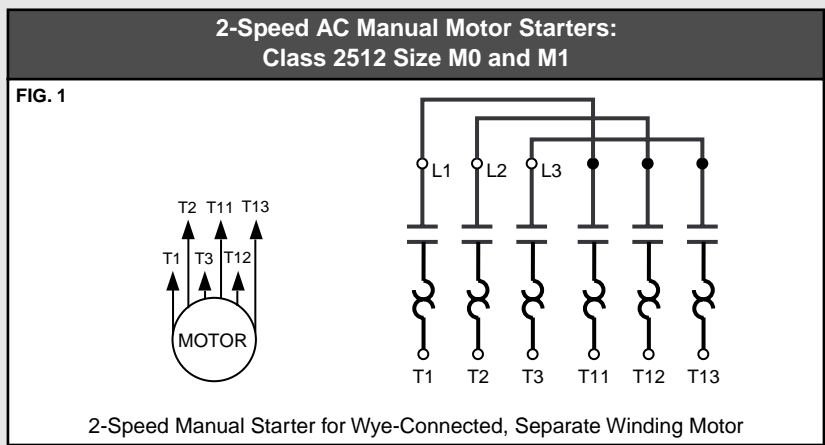 2-Speed AC Manual Motor Starters:
Class 2512 Size M0 and M1
FIG. 1
L1 L2 L3
T2 T11 T13
T1 T3 T12
MOTOR
T1 T2 T3 T11 T12 T13
2-Speed Manual Starter for Wye-Connected, Separate Winding Motor